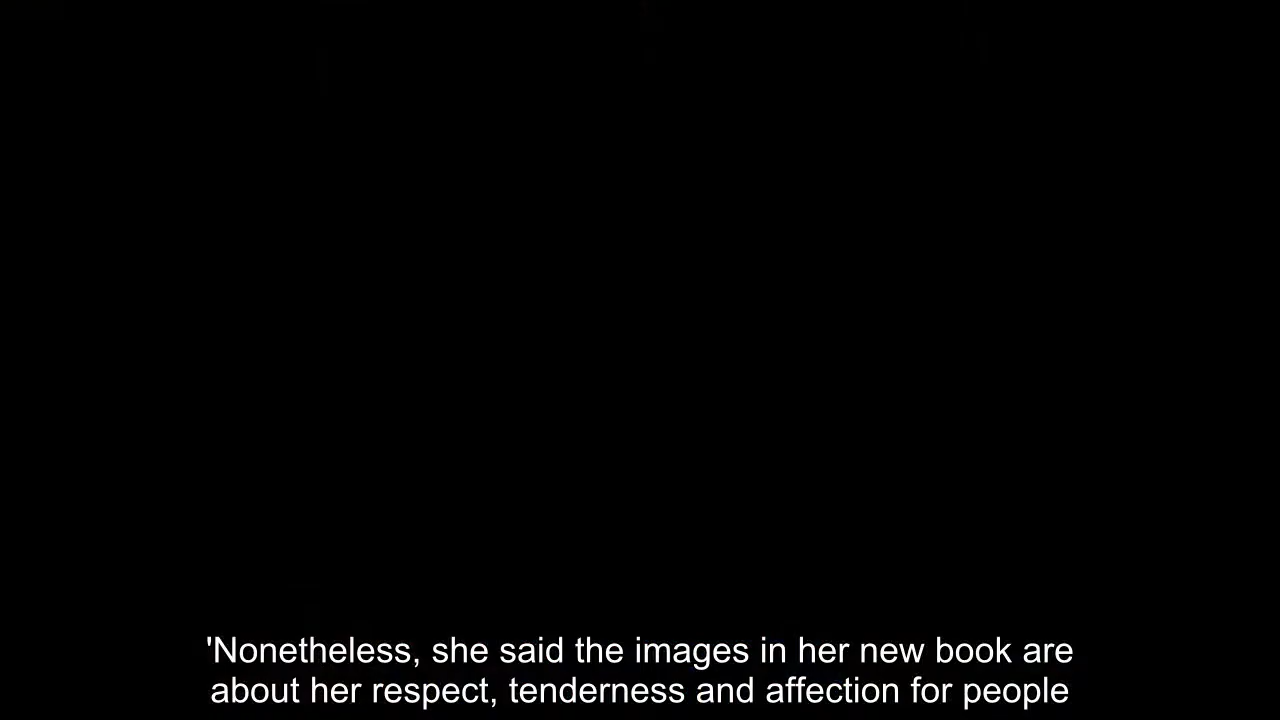 'Nonetheless, she said the images in her new book are
about her respect, tenderness and affection for people